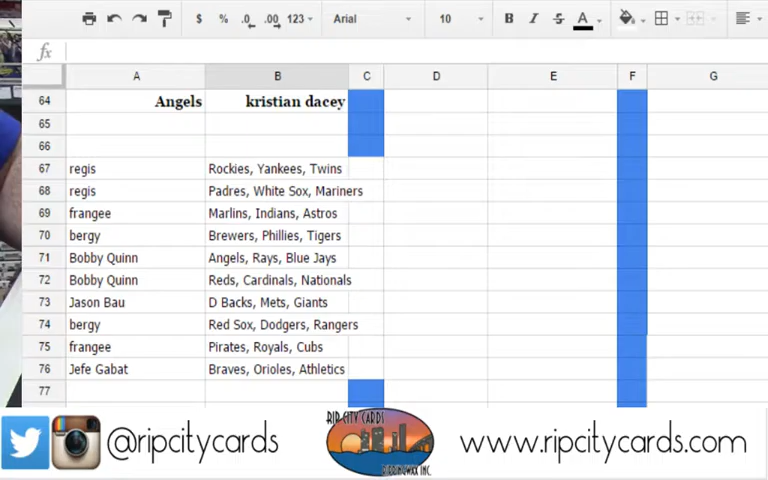 $ % .0 .00 123 Arial 10 B I S A
fx
A B C D E F G
64 Angels kristian dacey
65
66
67 regis Rockies, Yankees, Twins
68 regis Padres, White Sox, Mariners
69 frangee Marlins, Indians, Astros
70 bergy Brewers, Phillies, Tigers
71 Bobby Quinn Angels, Rays, Blue Jays
72 Bobby Quinn Reds, Cardinals, Nationals
73 Jason Bau D Backs, Mets, Giants
74 bergy Red Sox, Dodgers, Rangers
75 frangee Pirates, Royals, Cubs
76 Jefe Gabat Braves, Orioles, Athletics
77
@ripcitycards RIP CITY CARDS www.ripcitycards.com
RIPPINGWAX INC.